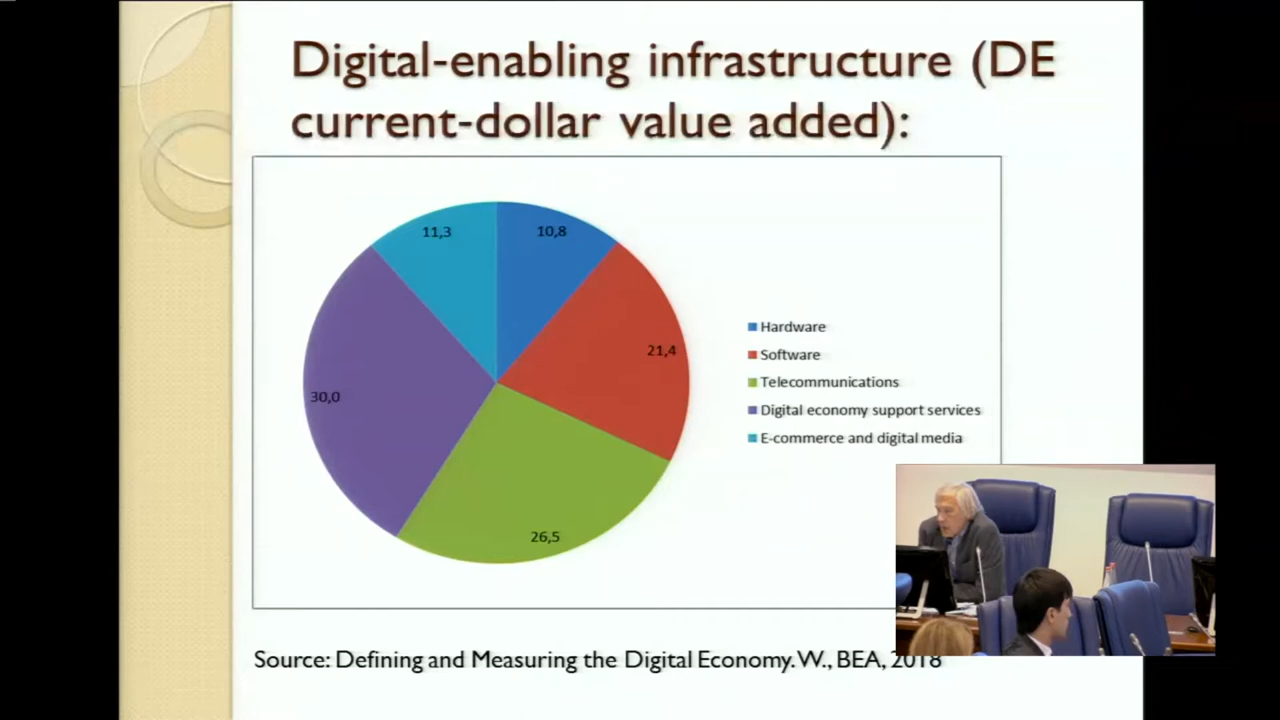 Digital-enabling infrastructure (DE
current-dollar value added):
11,3
10,8
21,4
30,0
26,5
Hardware
Software
Telecommunications
Digital economy support services
E-commerce and digital media
Source: Defining and Measuring the Digital Economy. W., BEA, 2018